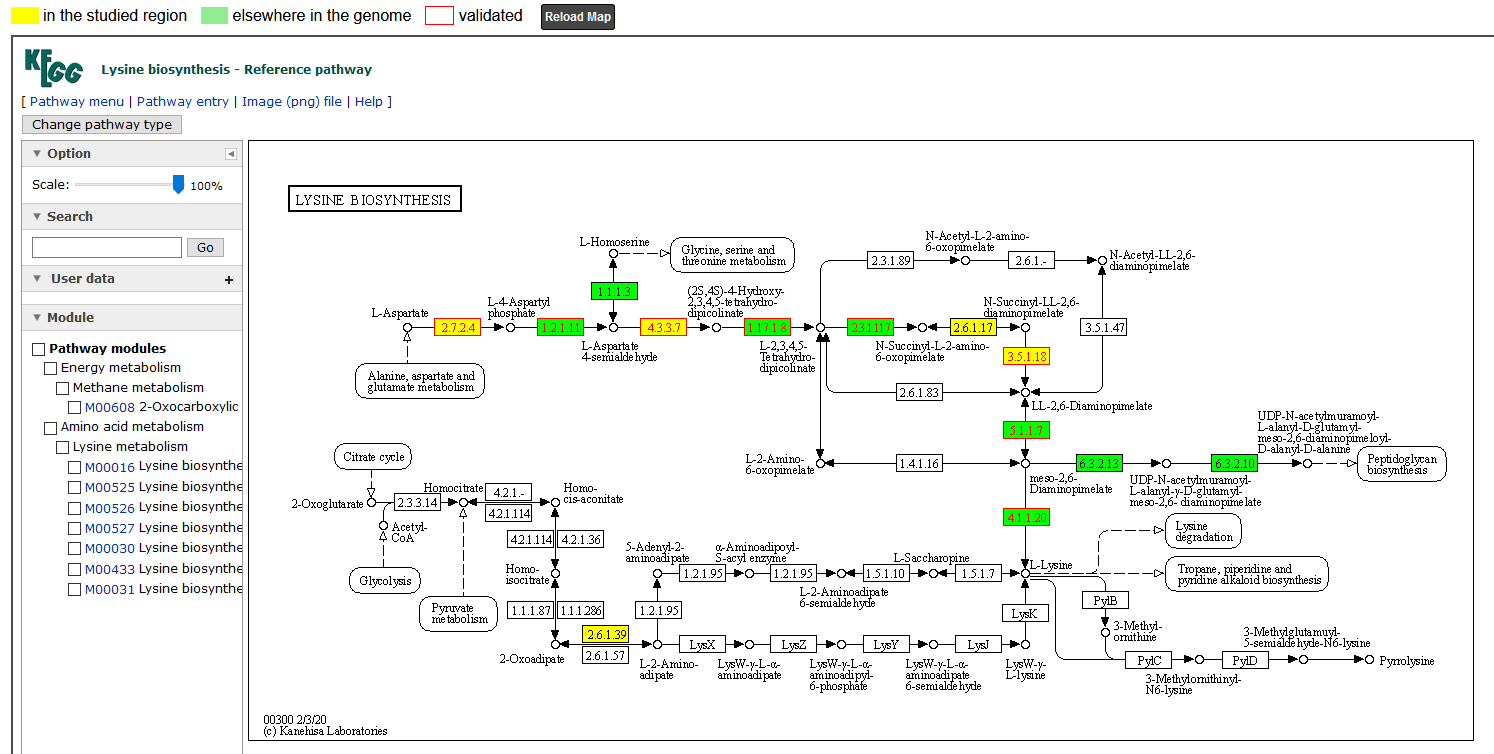 in the studied region
elsewhere in the genome
validated
Reload Map
KEGG
Lysine biosynthesis - Reference pathway
[ Pathway menu | Pathway entry | Image (png) file | Help ]
Change pathway type
▼ Option
Scale: 100%
▼ Search
Go
▼ User data +
▼ Module
Pathway modules
Energy metabolism
Methane metabolism
M00608 2-Oxocarboxylic
Amino acid metabolism
Lysine metabolism
M00016 Lysine biosynthe
M00525 Lysine biosynthe
M00526 Lysine biosynthe
M00527 Lysine biosynthe
M00030 Lysine biosynthe
M00433 Lysine biosynthe
M00031 Lysine biosynthe
LYSINE BIOSYNTHESIS
L-Homoserine
Glycine, serine and
threonine metabolism
1.1.1.3
L-Aspartate
2.7.2.4
L-4-Aspartyl
phosphate
1.2.1.11
L-Aspartate
4-semialdehyde
4.3.3.7
(2S,4S)-4-Hydroxy-
2,3,4,5-tetrahydro-
dipicolinate
1.17.1.8
L-2,3,4,5-
Tetrahydro-
dipicolinate
Alanine, aspartate and
glutamate metabolism
2.3.1.89
N-Acetyl-L-2-amino-
6-oxopimelate
2.6.1.-
N-Acetyl-LL-2,6-
diaminopimelate
2.3.1.117
N-Succinyl-L-2-amino-
6-oxopimelate
2.6.1.17
N-Succinyl-LL-2,6-
diaminopimelate
3.5.1.47
3.5.1.18
2.6.1.83
LL-2,6-Diaminopimelate
5.1.1.7
L-2-Amino-
6-oxopimelate
1.4.1.16
meso-2,6-
Diaminopimelate
6.3.2.13
UDP-N-acetylmuramoyl-
L-alanyl-γ-D-glutamyl-
meso-2,6- diaminopimelate
6.3.2.10
UDP-N-acetylmuramoyl-
L-alanyl-D-glutamyl-
meso-2,6-diaminopimeloyl-
D-alanyl-D-alanine
Peptidoglycan
biosynthesis
4.1.1.20
Citrate cycle
2-Oxoglutarate
2.3.3.14
Homocitrate
4.2.1.-
4.2.1.114
Homo-
cis-aconitate
Acetyl-
CoA
Glycolysis
Pyruvate
metabolism
4.2.1.114
4.2.1.36
Homo-
isocitrate
1.1.1.87
1.1.1.286
2-Oxoadipate
2.6.1.39
2.6.1.57
L-2-Amino-
adipate
1.2.1.95
5-Adenyl-2-
aminoadipate
1.2.1.95
α-Aminoadipoyl-
S-acyl enzyme
1.2.1.95
L-2-Aminoadipate
6-semialdehyde
1.5.1.10
L-Saccharopine
1.5.1.7
L-Lysine
Lysine
degradation
Tropane, piperidine and
pyridine alkaloid biosynthesis
LysX
LysW-γ-L-α-
aminoadipate
LysZ
LysW-γ-L-α-
aminoadipyl-
6-phosphate
LysY
LysW-γ-L-α-
aminoadipate
6-semialdehyde
LysJ
LysW-γ-
L-lysine
LysK
PylB
3-Methyl-
ornithine
PylC
3-Methylornithinyl-
N6-lysine
PylD
3-Methylglutamuyl-
5-semialdehyde-N6-lysine
Pyrrolysine
00300 2/3/20
(c) Kanehisa Laboratories